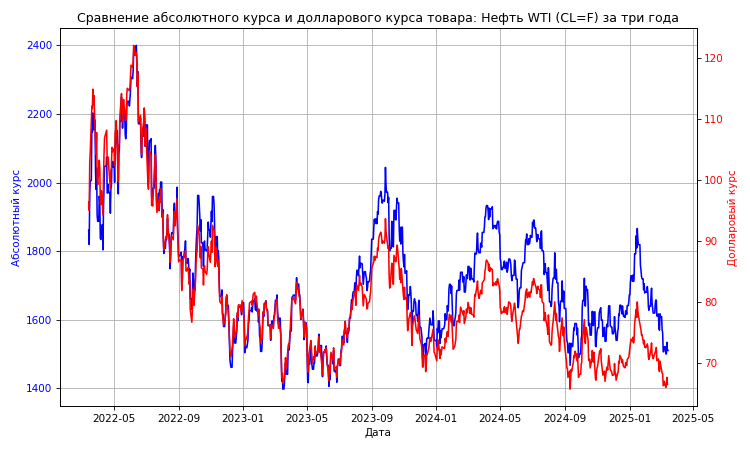 Сравнение абсолютного курса и долларового курса товара: Нефть WTI (CL=F) за три года
2400
2200
2000
1800
1600
1400
Абсолютный курс
120
110
100
90
80
70
Долларовый курс
2022-05 2022-09 2023-01 2023-05 2023-09 2024-01 2024-05 2024-09 2025-01 2025-05
Дата